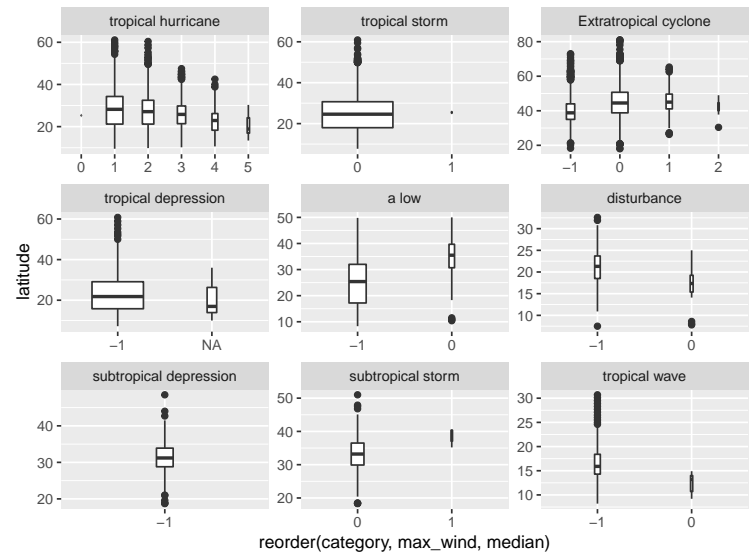 tropical hurricane
60
40
20
0 1 2 3 4 5
tropical storm
60
40
20
0 1
Extratropical cyclone
80
60
40
20
−1 0 1 2
tropical depression
60
40
20
−1 NA
a low
50
40
30
20
10
−1 0
disturbance
30
25
20
15
10
−1 0
subtropical depression
40
30
20
−1
subtropical storm
50
40
30
20
0 1
tropical wave
30
25
20
15
10
−1 0
latitude
reorder(category, max_wind, median)